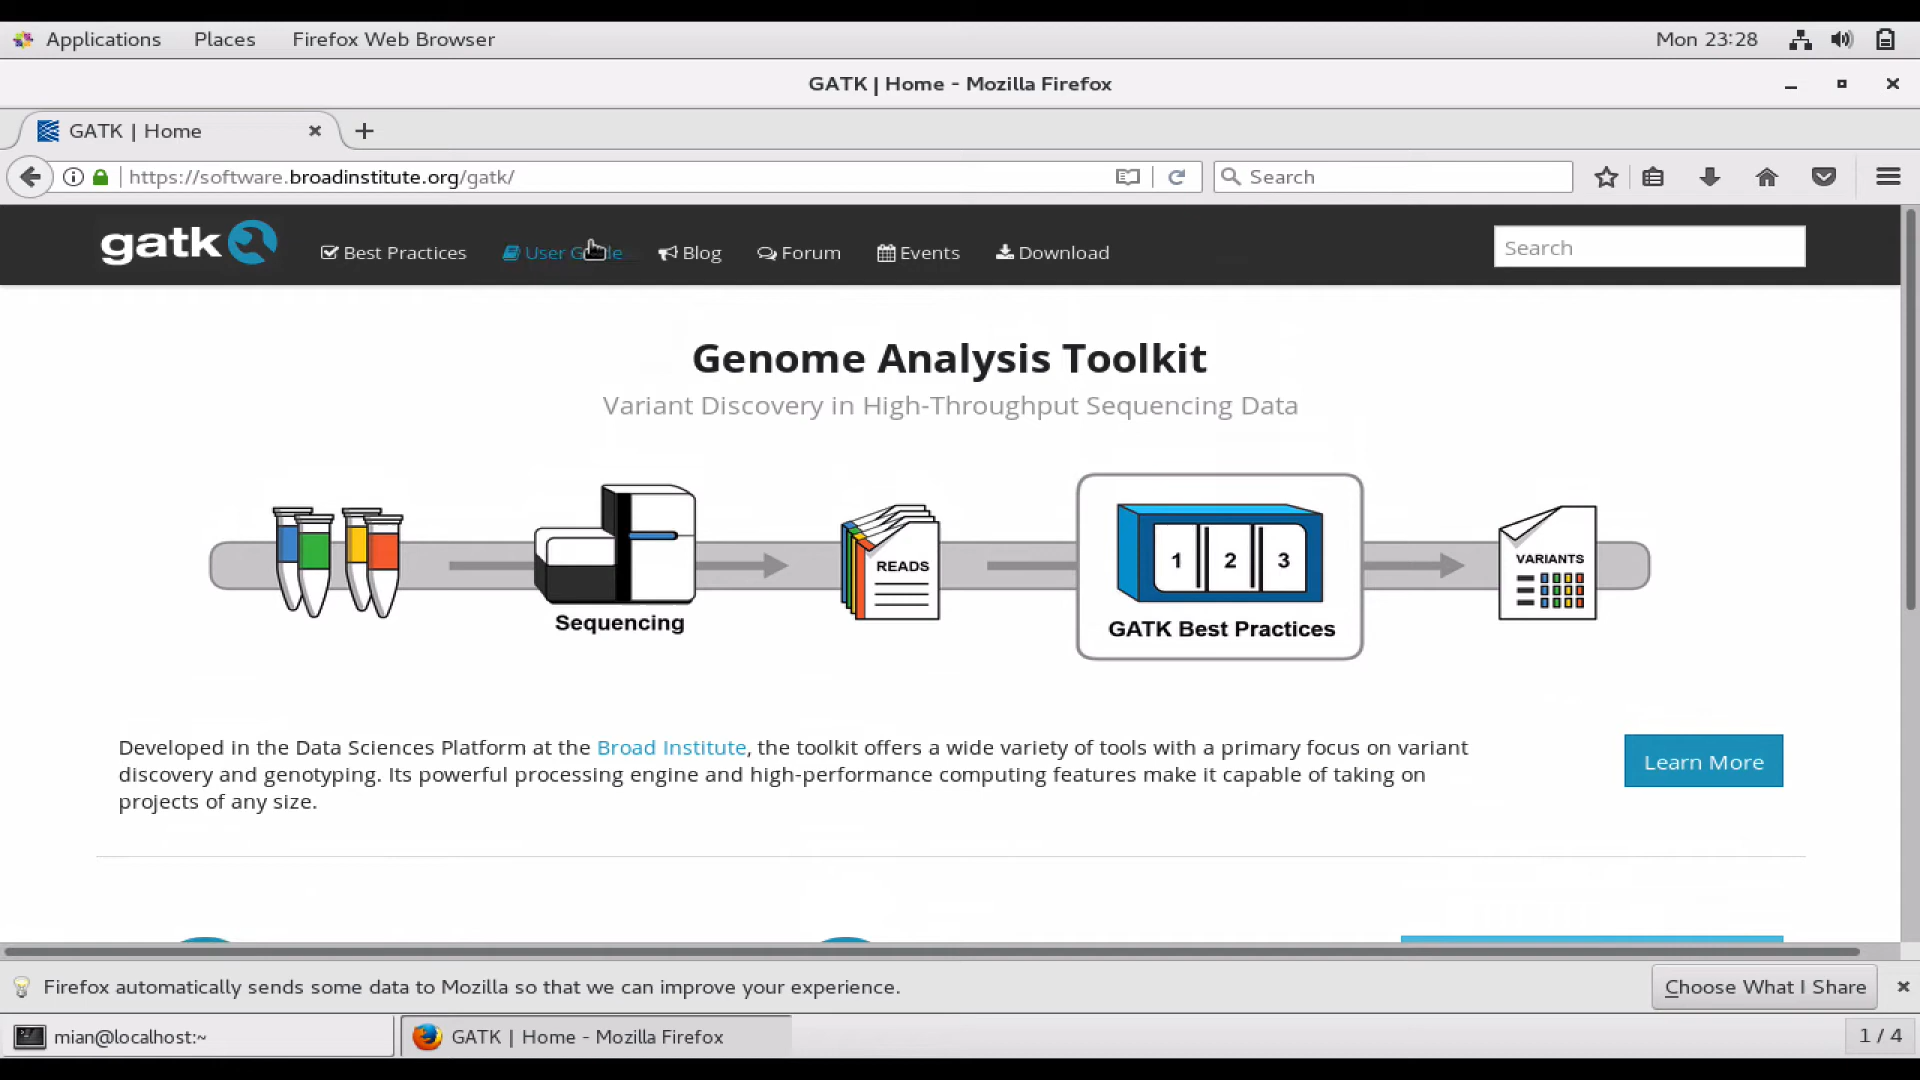 Applications Places Firefox Web Browser Mon 23:28
GATK | Home - Mozilla Firefox
GATK | Home
https://software.broadinstitute.org/gatk/ Search
gatk Best Practices User Guide Blog Forum Events Download Search
Genome Analysis Toolkit
Variant Discovery in High-Throughput Sequencing Data
READS
1 2 3
VARIANTS
Sequencing
GATK Best Practices
Developed in the Data Sciences Platform at the Broad Institute, the toolkit offers a wide variety of tools with a primary focus on variant
discovery and genotyping. Its powerful processing engine and high-performance computing features make it capable of taking on
projects of any size.
Learn More
Firefox automatically sends some data to Mozilla so that we can improve your experience. Choose What I Share
mian@localhost:~ GATK | Home - Mozilla Firefox 1 / 4